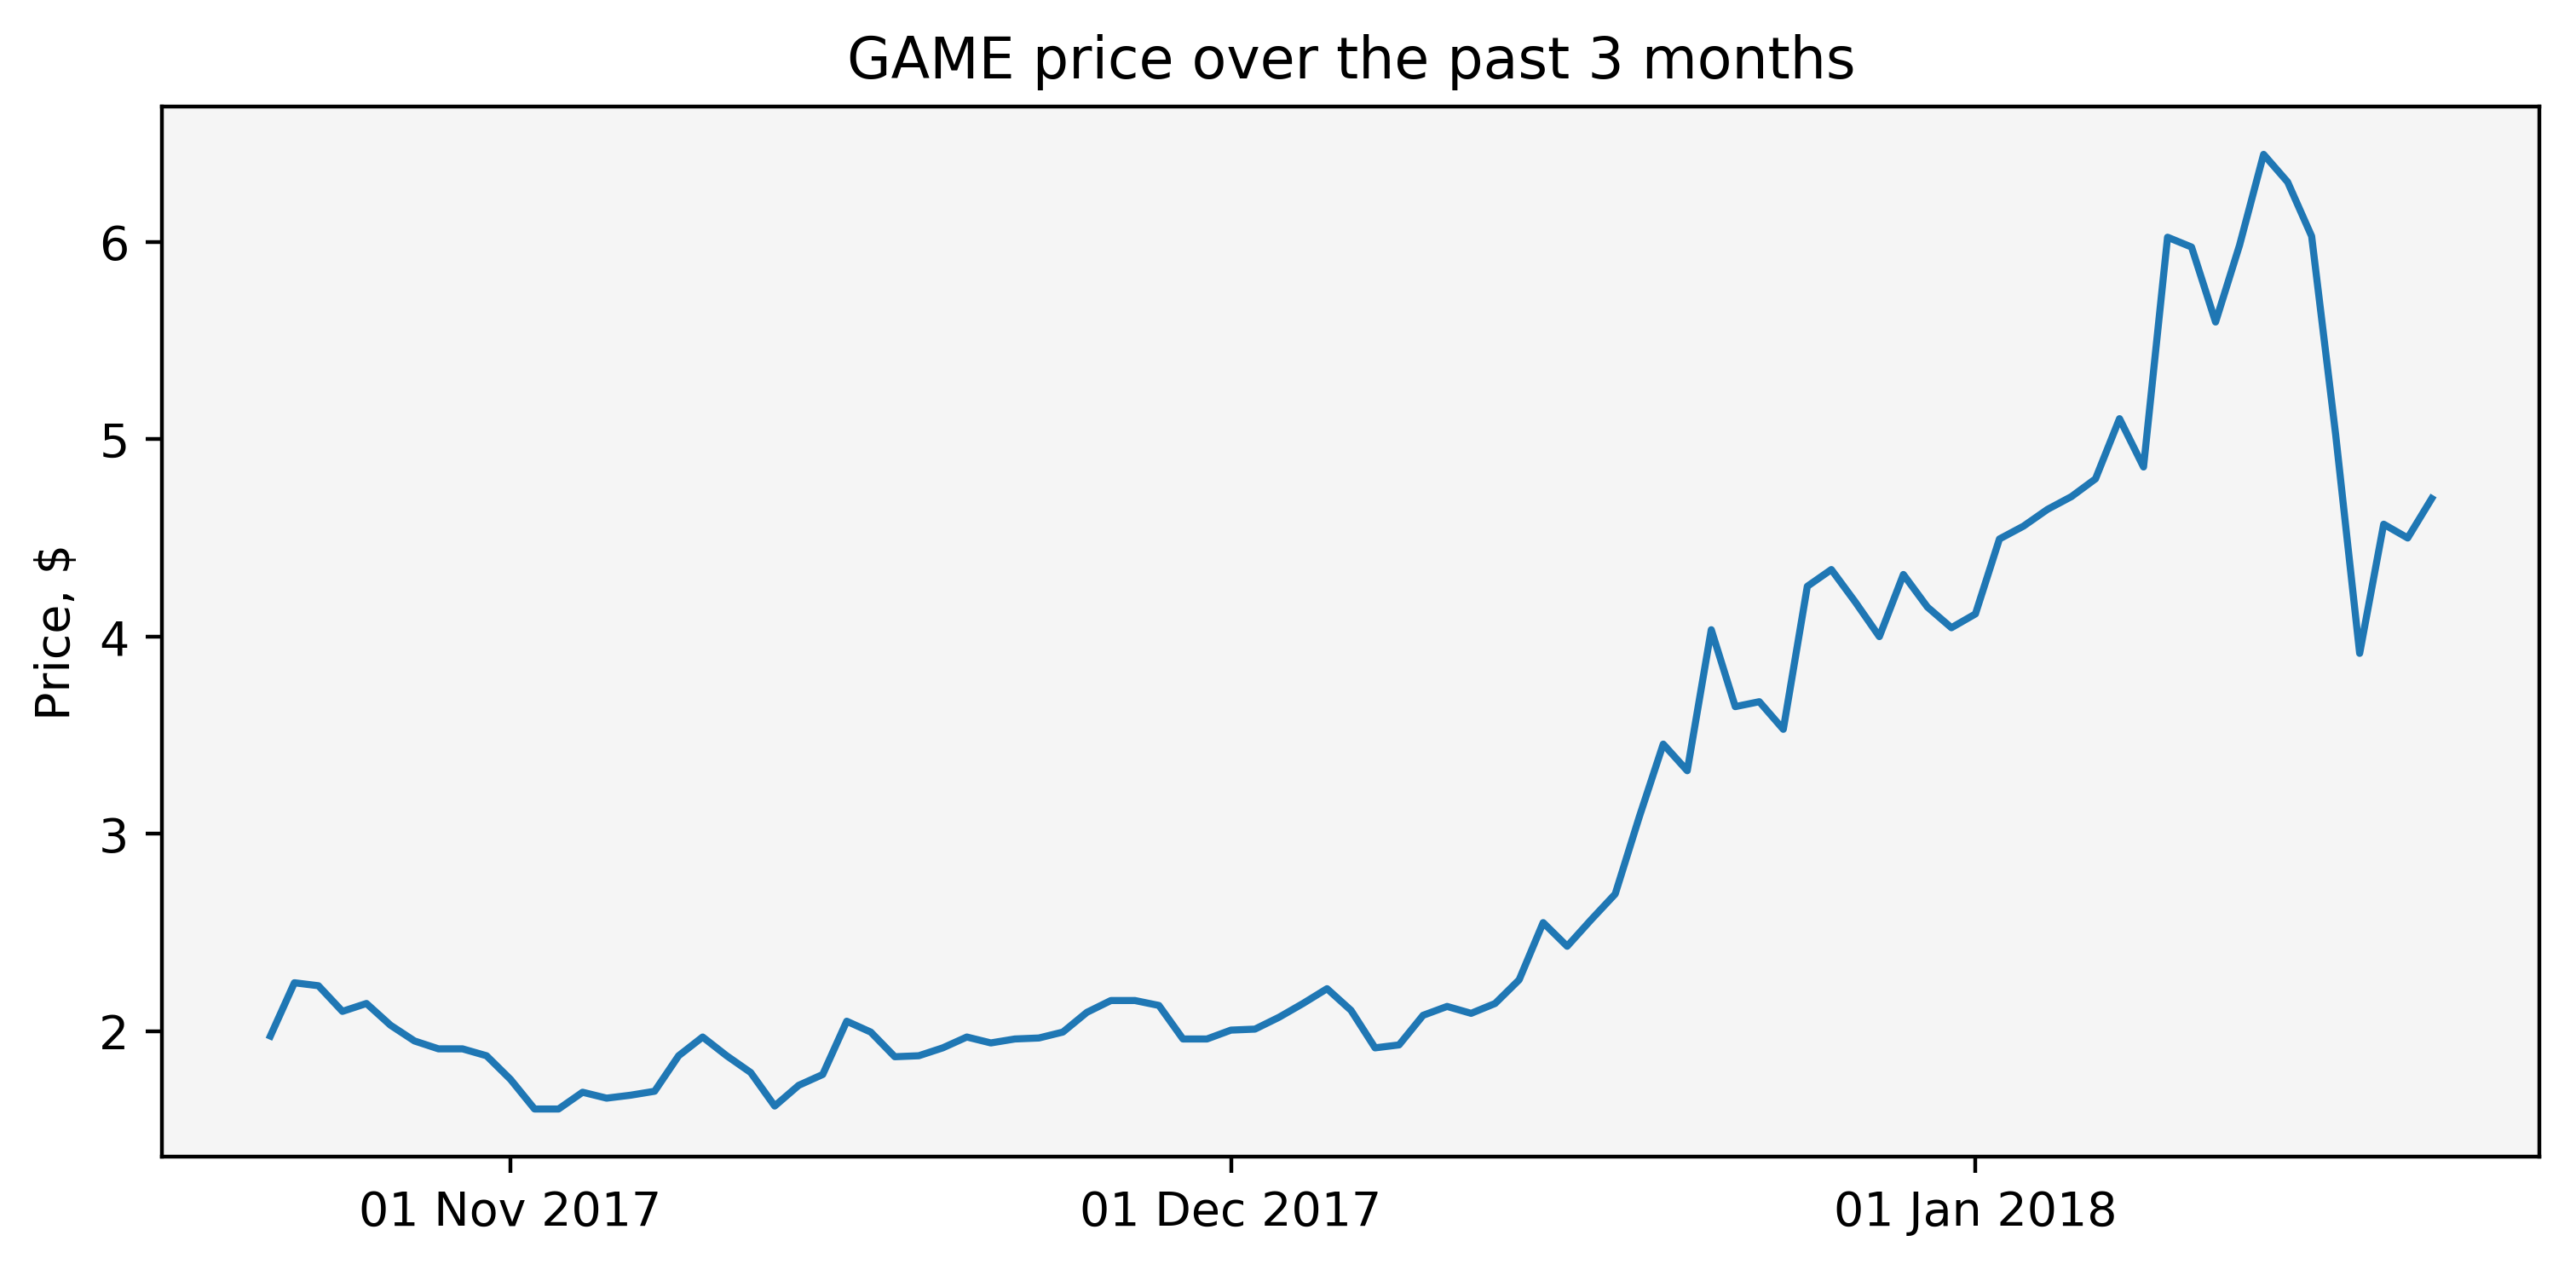 GAME price over the past 3 months
Price, $
6
5
4
3
2
01 Nov 2017
01 Dec 2017
01 Jan 2018